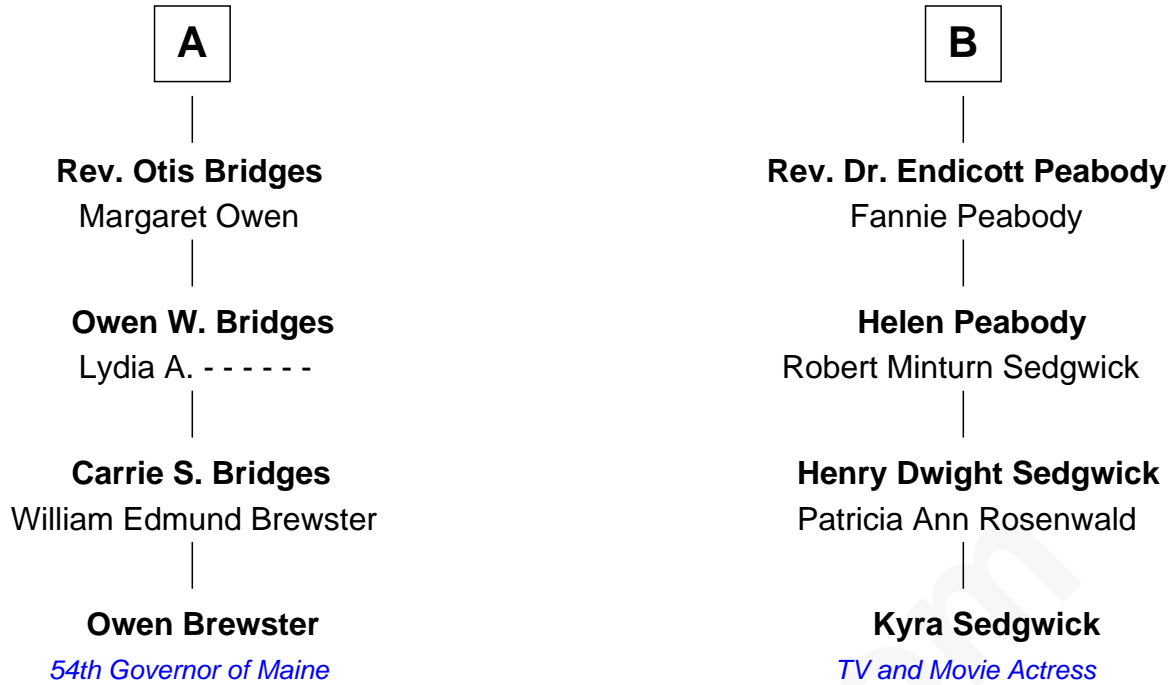 A
Rev. Otis Bridges
Margaret Owen
Owen W. Bridges
Lydia A. - - - - - -
Carrie S. Bridges
William Edmund Brewster
Owen Brewster
54th Governor of Maine
B
Rev. Dr. Endicott Peabody
Fannie Peabody
Helen Peabody
Robert Minturn Sedgwick
Henry Dwight Sedgwick
Patricia Ann Rosenwald
Kyra Sedgwick
TV and Movie Actress